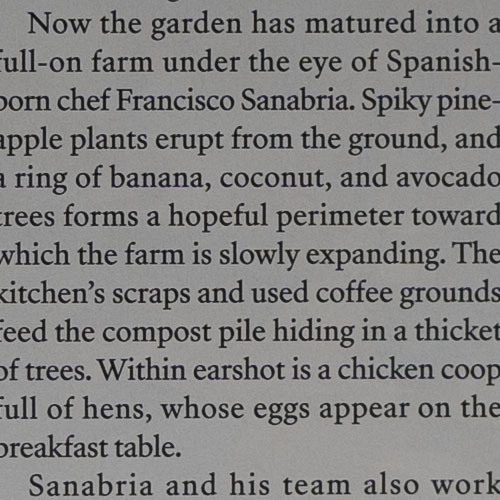 Now the garden has matured into a
full-on farm under the eye of Spanish-
born chef Francisco Sanabria. Spiky pine-
apple plants erupt from the ground, and
a ring of banana, coconut, and avocado
trees forms a hopeful perimeter toward
which the farm is slowly expanding. The
kitchen’s scraps and used coffee grounds
feed the compost pile hiding in a thicket
of trees. Within earshot is a chicken coop
full of hens, whose eggs appear on the
breakfast table.
Sanabria and his team also work